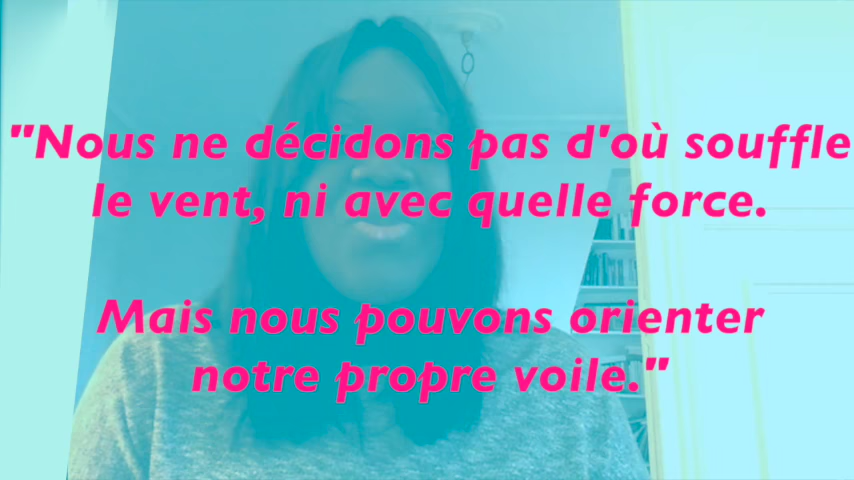 "Nous ne décidons pas d'où souffle
le vent, ni avec quelle force.
Mais nous pouvons orienter
notre propre voile."